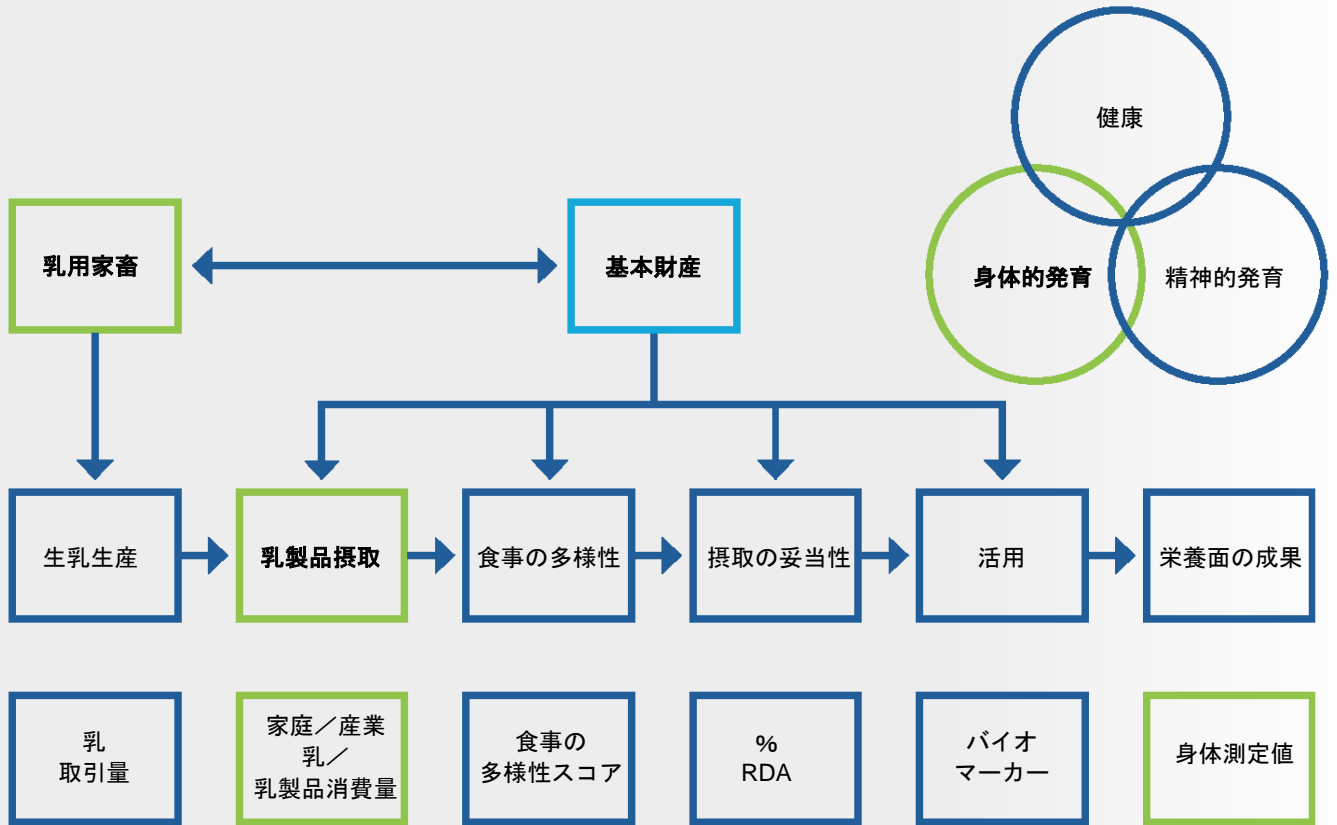 健康
乳用家畜
基本財産
身体的発育
精神的発育
生乳生産
乳製品摂取
食事の多様性
摂取の妥当性
活用
栄養面の成果
乳
取引量
家庭／産業
乳／
乳製品消費量
食事の
多様性スコア
%
RDA
バイオ
マーカー
身体測定値